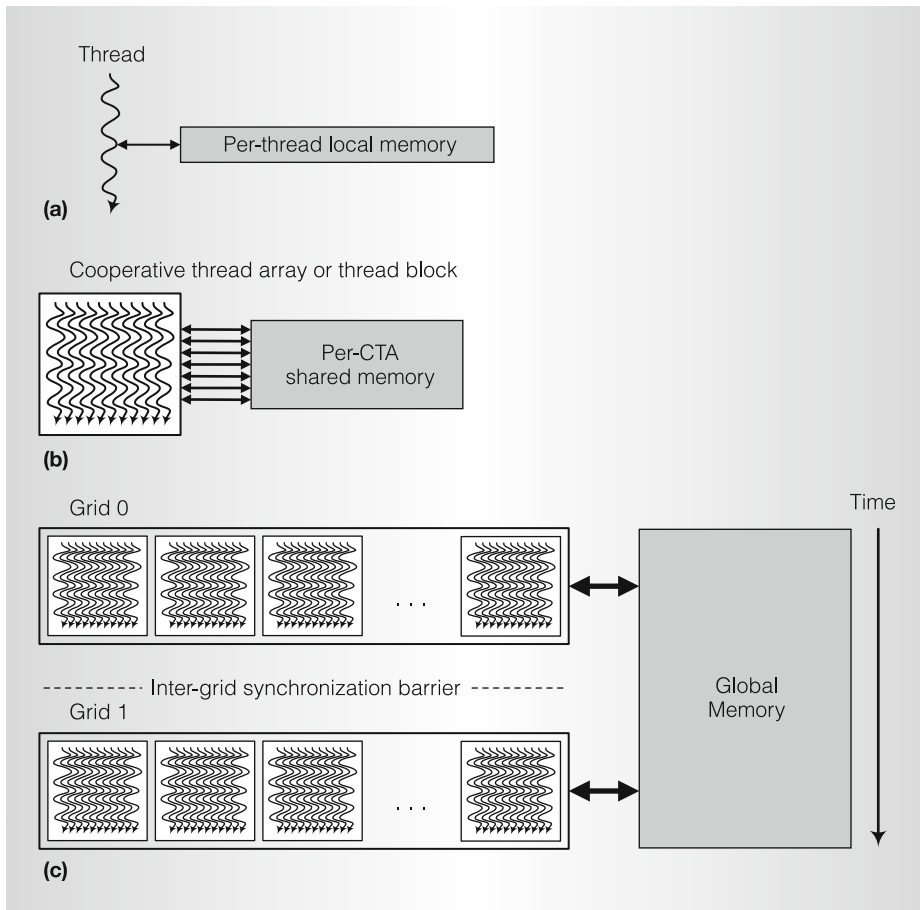 Thread
Per-thread local memory
(a)
Cooperative thread array or thread block
Per-CTA
shared memory
(b)
Grid 0
Time
. . .
Inter-grid synchronization barrier
Global
Memory
Grid 1
. . .
(c)